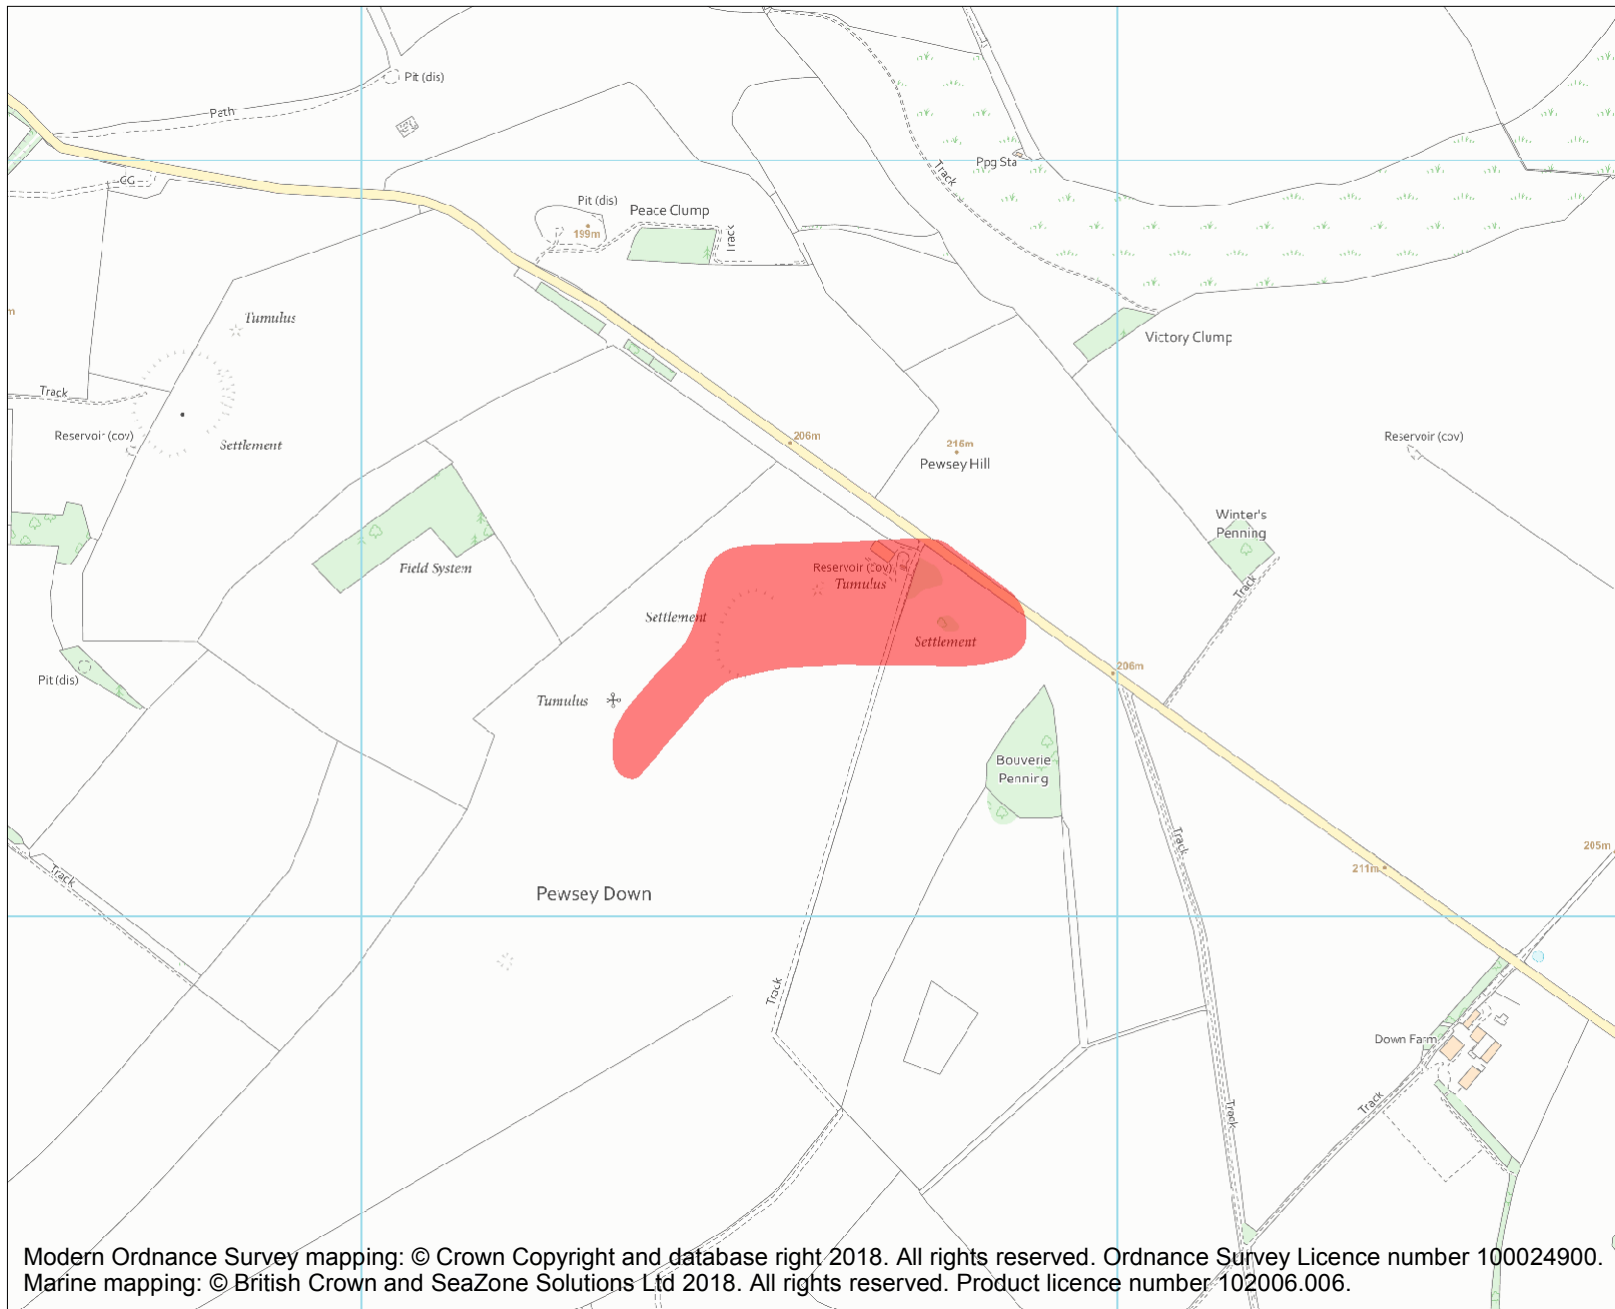 Pit (dis)
Path
Ppg Sta
Track
CG
Pit (dis)
Peace Clump
199m
Track
m
Tumulus
Victory Clump
Track
Reservoir (cov)
Settlement
206m
216m
Pewsey Hill
Reservoir (cov)
Winter's
Penning
Field System
Reservoir (cov)
Tumulus
Track
Settlement
Settlement
206m
Pit (dis)
Tumulus
Bouverie
Penning
Track
205m
211m
Track
Pewsey Down
Track
Down Farm
Track
Track
Modern Ordnance Survey mapping: © Crown Copyright and database right 2018. All rights reserved. Ordnance Survey Licence number 100024900.
Marine mapping: © British Crown and SeaZone Solutions Ltd 2018. All rights reserved. Product licence number 102006.006.